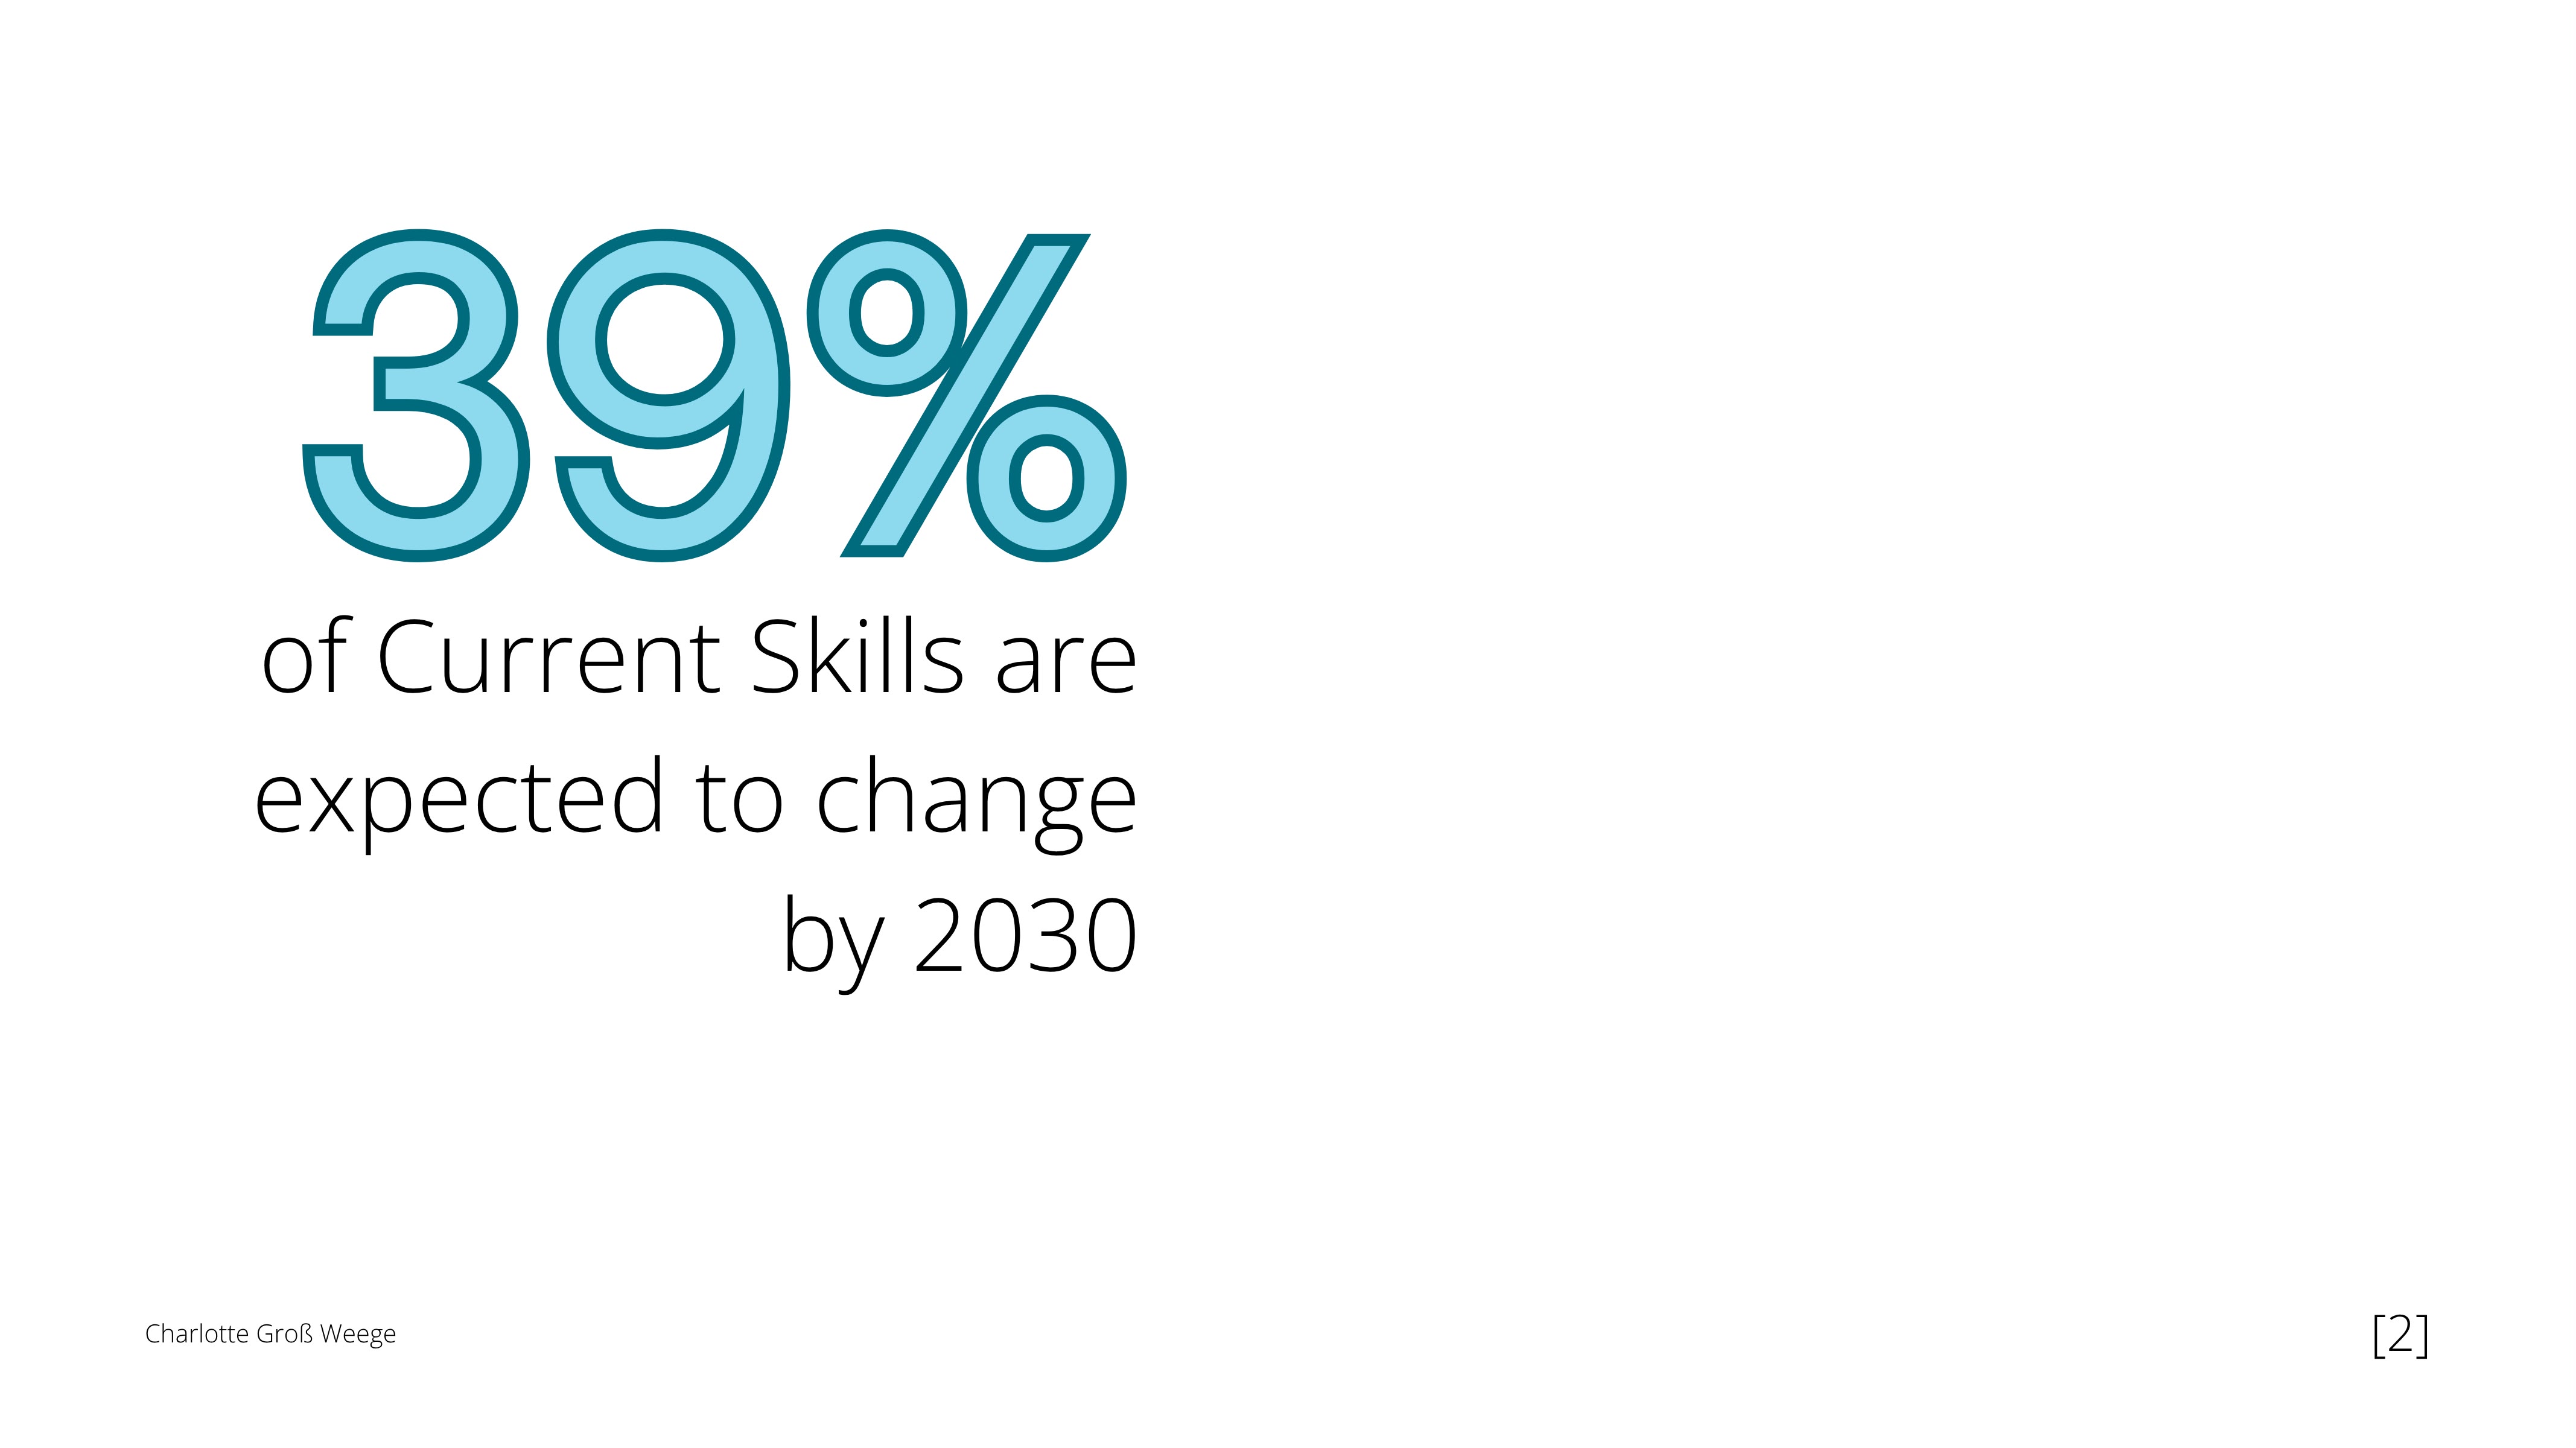 39%
of Current Skills are
expected to change
by 2030
Charlotte Groß Weege
[2]